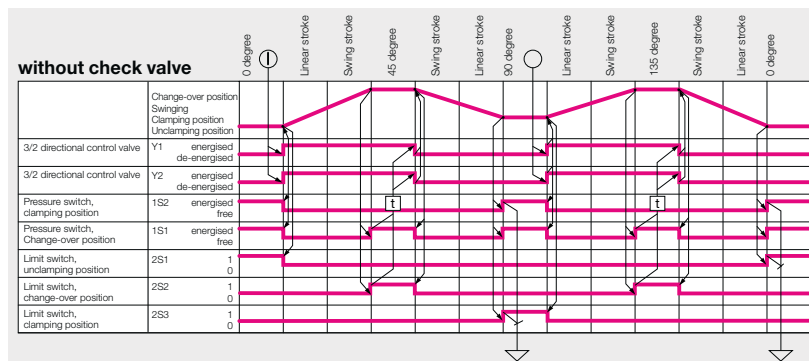 without check valve
0 degree
Linear stroke
Swing stroke
45 degree
Swing stroke
Linear stroke
90 degree
Linear stroke
Swing stroke
135 degree
Swing stroke
Linear stroke
0 degree
Change-over position
Swinging
Clamping position
Unclamping position
3/2 directional control valve Y1 energised
de-energised
3/2 directional control valve Y2 energised
de-energised
Pressure switch, 1S2 energised
clamping position free
t
t
Pressure switch, 1S1 energised
Change-over position free
Limit switch, 2S1 1
unclamping position 0
Limit switch, 2S2 1
change-over position 0
Limit switch, 2S3 1
clamping position 0